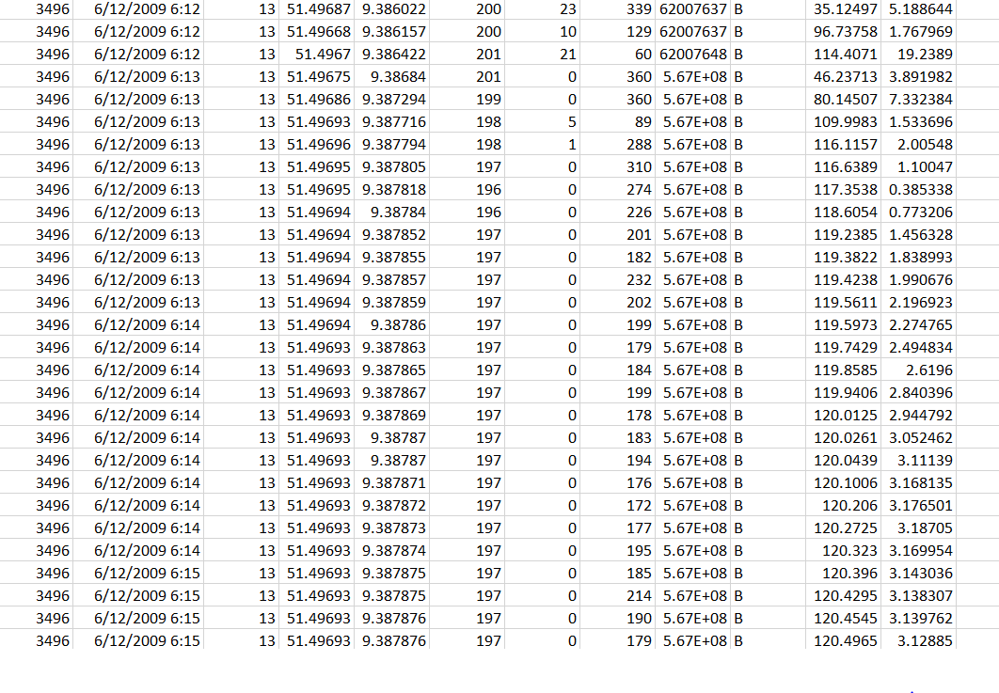 3496 6/12/2009 6:12 13 51.49687 9.386022 200 23 339 62007637 B 35.12497 5.188644
3496 6/12/2009 6:12 13 51.49668 9.386157 200 10 129 62007637 B 96.73758 1.767969
3496 6/12/2009 6:12 13 51.4967 9.386422 201 21 60 62007648 B 114.4071 19.2389
3496 6/12/2009 6:13 13 51.49675 9.38684 201 0 360 5.67E+08 B 46.23713 3.891982
3496 6/12/2009 6:13 13 51.49686 9.387294 199 0 360 5.67E+08 B 80.14507 7.332384
3496 6/12/2009 6:13 13 51.49693 9.387716 198 5 89 5.67E+08 B 109.9983 1.533696
3496 6/12/2009 6:13 13 51.49696 9.387794 198 1 288 5.67E+08 B 116.1157 2.00548
3496 6/12/2009 6:13 13 51.49695 9.387805 197 0 310 5.67E+08 B 116.6389 1.10047
3496 6/12/2009 6:13 13 51.49695 9.387818 196 0 274 5.67E+08 B 117.3538 0.385338
3496 6/12/2009 6:13 13 51.49694 9.38784 196 0 226 5.67E+08 B 118.6054 0.773206
3496 6/12/2009 6:13 13 51.49694 9.387852 197 0 201 5.67E+08 B 119.2385 1.456328
3496 6/12/2009 6:13 13 51.49694 9.387855 197 0 182 5.67E+08 B 119.3822 1.838993
3496 6/12/2009 6:13 13 51.49694 9.387857 197 0 232 5.67E+08 B 119.4238 1.990676
3496 6/12/2009 6:13 13 51.49694 9.387859 197 0 202 5.67E+08 B 119.5611 2.196923
3496 6/12/2009 6:14 13 51.49694 9.38786 197 0 199 5.67E+08 B 119.5973 2.274765
3496 6/12/2009 6:14 13 51.49693 9.387863 197 0 179 5.67E+08 B 119.7429 2.494834
3496 6/12/2009 6:14 13 51.49693 9.387865 197 0 184 5.67E+08 B 119.8585 2.6196
3496 6/12/2009 6:14 13 51.49693 9.387867 197 0 199 5.67E+08 B 119.9406 2.840396
3496 6/12/2009 6:14 13 51.49693 9.387869 197 0 178 5.67E+08 B 120.0125 2.944792
3496 6/12/2009 6:14 13 51.49693 9.38787 197 0 183 5.67E+08 B 120.0261 3.052462
3496 6/12/2009 6:14 13 51.49693 9.38787 197 0 194 5.67E+08 B 120.0439 3.11139
3496 6/12/2009 6:14 13 51.49693 9.387871 197 0 176 5.67E+08 B 120.1006 3.168135
3496 6/12/2009 6:14 13 51.49693 9.387872 197 0 172 5.67E+08 B 120.206 3.176501
3496 6/12/2009 6:14 13 51.49693 9.387873 197 0 177 5.67E+08 B 120.2725 3.18705
3496 6/12/2009 6:14 13 51.49693 9.387874 197 0 195 5.67E+08 B 120.323 3.169954
3496 6/12/2009 6:15 13 51.49693 9.387875 197 0 185 5.67E+08 B 120.396 3.143036
3496 6/12/2009 6:15 13 51.49693 9.387875 197 0 214 5.67E+08 B 120.4295 3.138307
3496 6/12/2009 6:15 13 51.49693 9.387876 197 0 190 5.67E+08 B 120.4545 3.139762
3496 6/12/2009 6:15 13 51.49693 9.387876 197 0 179 5.67E+08 B 120.4965 3.12885